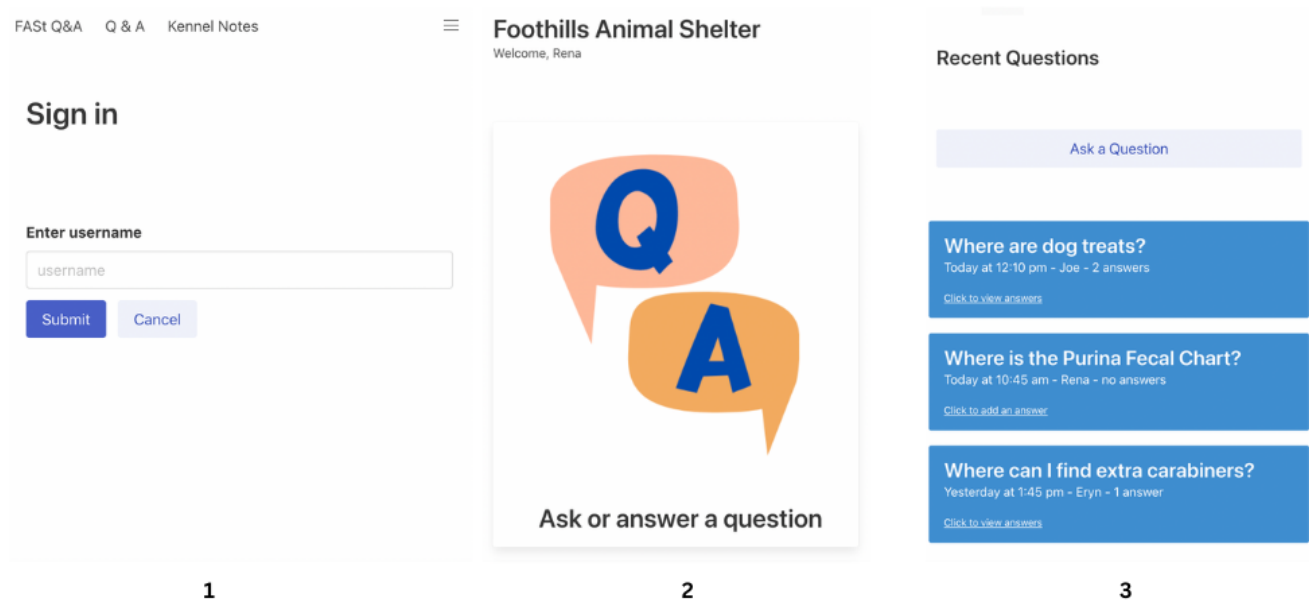 FASt Q&A Q & A Kennel Notes
Sign in
Enter username
username
Submit Cancel
1
Foothills Animal Shelter
Welcome, Rena
Q
A
Ask or answer a question
2
Recent Questions
Ask a Question
Where are dog treats?
Today at 12:10 pm - Joe - 2 answers
Click to view answers
Where is the Purina Fecal Chart?
Today at 10:45 am - Rena - no answers
Click to add an answer
Where can I find extra carabiners?
Yesterday at 1:45 pm - Eryn - 1 answer
Click to view answers
3